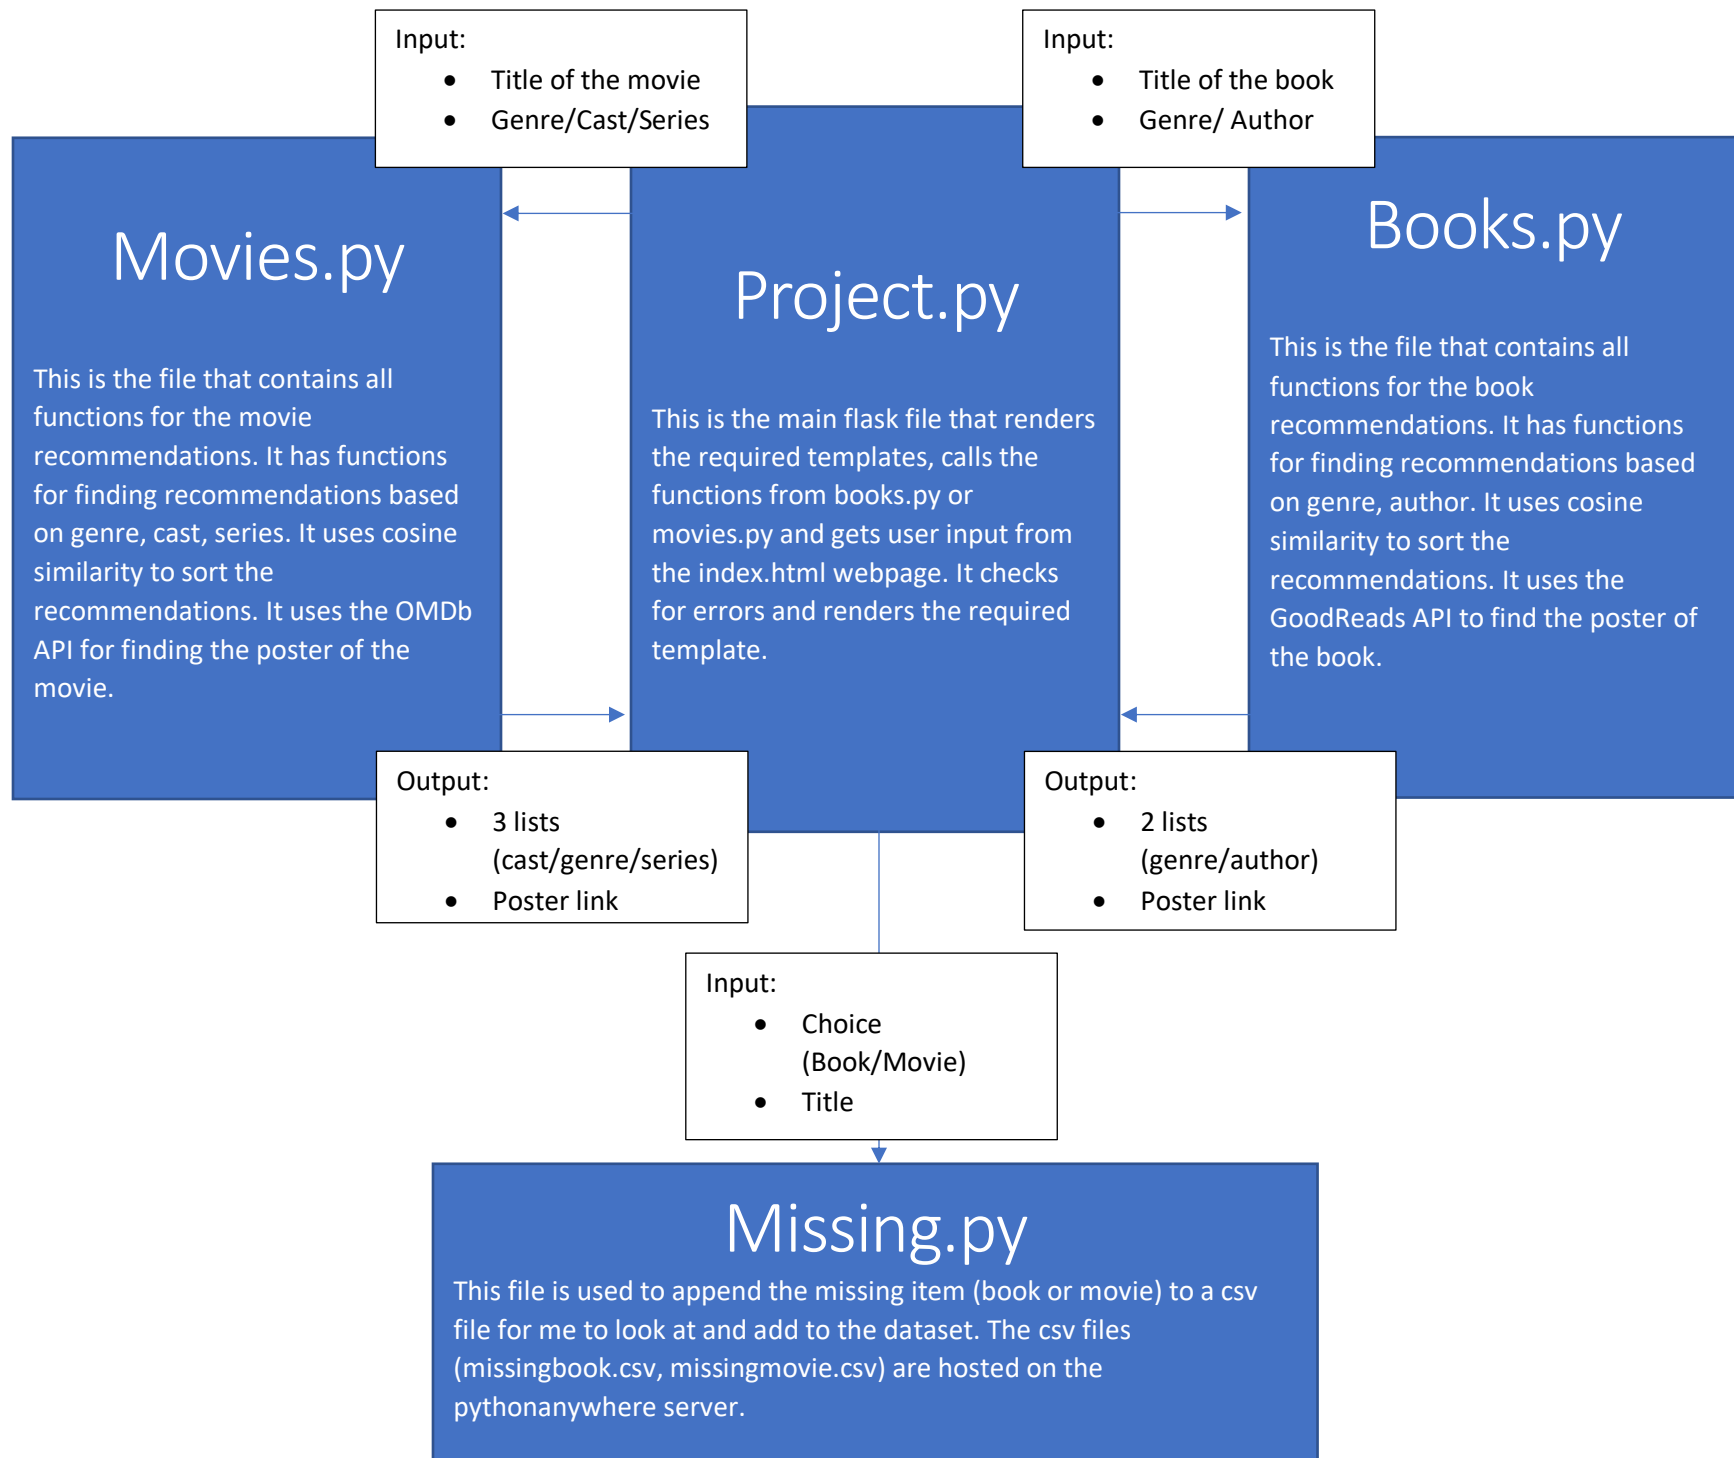 Input:
• Title of the movie
• Genre/Cast/Series
Input:
• Title of the book
• Genre/ Author
Movies.py
This is the file that contains all
functions for the movie
recommendations. It has functions
for finding recommendations based
on genre, cast, series. It uses cosine
similarity to sort the
recommendations. It uses the OMDb
API for finding the poster of the
movie.
Project.py
This is the main flask file that renders
the required templates, calls the
functions from books.py or
movies.py and gets user input from
the index.html webpage. It checks
for errors and renders the required
template.
Books.py
This is the file that contains all
functions for the book
recommendations. It has functions
for finding recommendations based
on genre, author. It uses cosine
similarity to sort the
recommendations. It uses the
GoodReads API to find the poster of
the book.
Output:
• 3 lists
(cast/genre/series)
• Poster link
Output:
• 2 lists
(genre/author)
• Poster link
Input:
• Choice
(Book/Movie)
• Title
Missing.py
This file is used to append the missing item (book or movie) to a csv
file for me to look at and add to the dataset. The csv files
(missingbook.csv, missingmovie.csv) are hosted on the
pythonanywhere server.